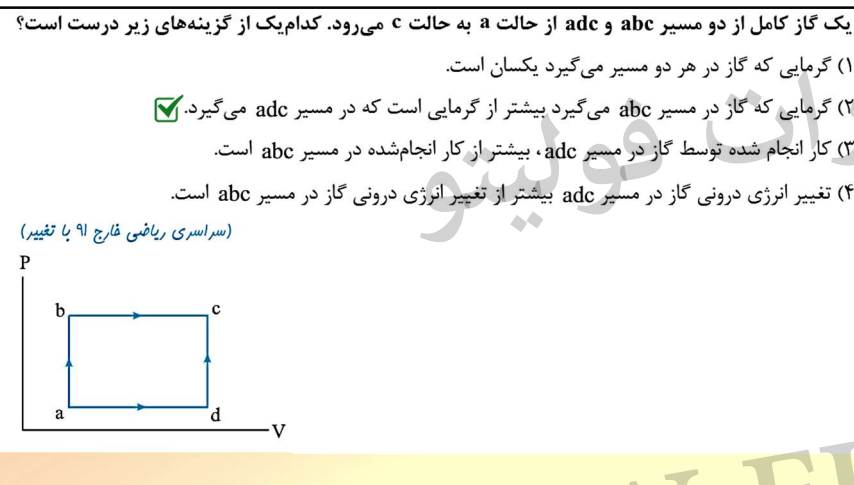 یک گاز کامل از دو مسیر abc و adc از حالت a به حالت c می‌رود. کدام‌یک از گزینه‌های زیر درست است؟
۱) گرمایی که گاز در هر دو مسیر می‌گیرد یکسان است.
۲) گرمایی که گاز در مسیر abc می‌گیرد بیشتر از گرمایی است که در مسیر adc می‌گیرد.
۳) کار انجام شده توسط گاز در مسیر adc، بیشتر از کار انجام‌شده در مسیر abc است.
۴) تغییر انرژی درونی گاز در مسیر adc بیشتر از تغییر انرژی درونی گاز در مسیر abc است.
(سراسری ریاضی خارج ۹۱ با تغییر)
P
b c
a d
V